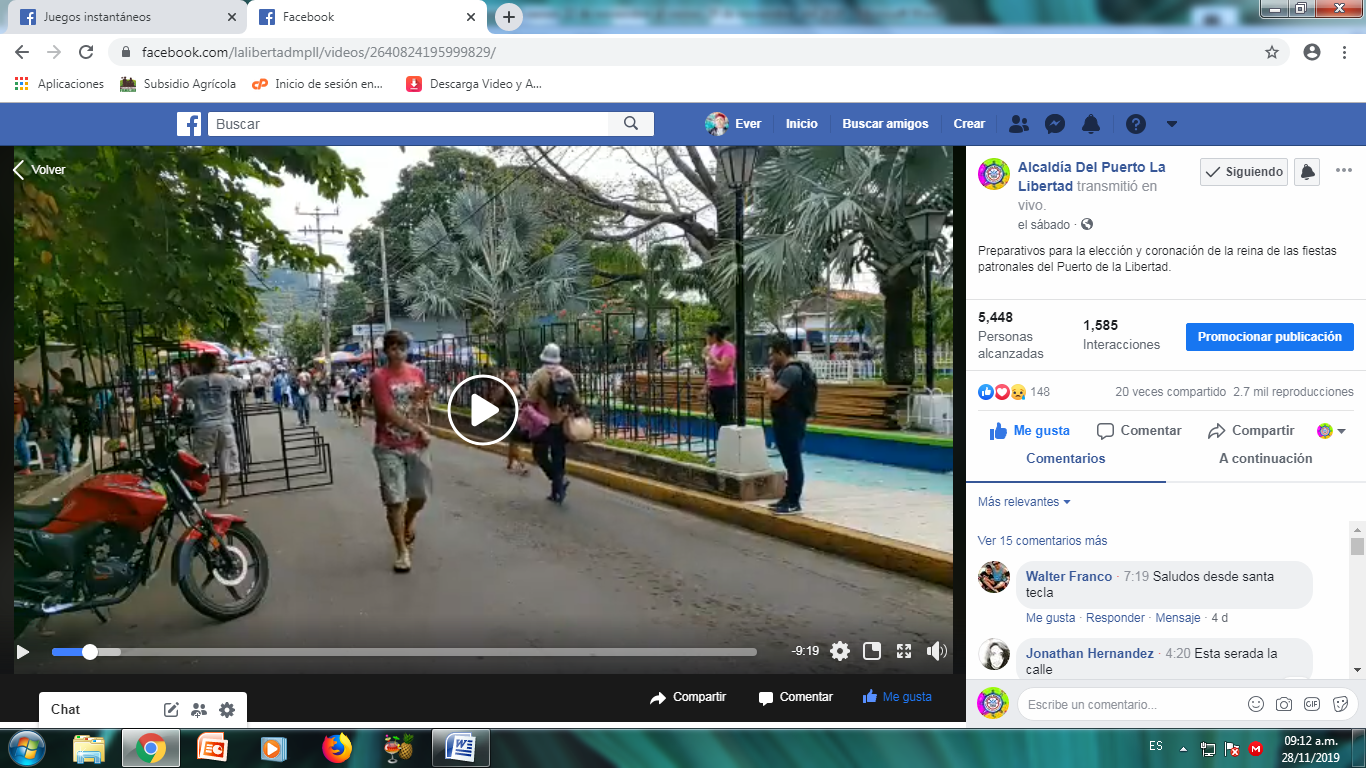 Juegos instantáneos
Facebook
facebook.com/lalibertadmpll/videos/2640824195999829/
Aplicaciones
Subsidio Agrícola
Inicio de sesión en...
Descarga Video y A...
Buscar
Ever
Inicio
Buscar amigos
Crear
Volver
Alcaldía Del Puerto La
Libertad transmitió en
vivo.
el sábado ·
Siguiendo
Preparativos para la elección y coronación de la reina de las fiestas
patronales del Puerto de la Libertad.
5,448
Personas
alcanzadas
1,585
Interacciones
Promocionar publicación
148
20 veces compartido 2.7 mil reproducciones
Me gusta
Comentar
Compartir
Comentarios
A continuación
Más relevantes
Ver 15 comentarios más
Walter Franco · 7:19 Saludos desde santa
tecla
Me gusta · Responder · Mensaje · 4 d
Jonathan Hernandez · 4:20 Esta serada la
calle
-9:19
Compartir
Comentar
Me gusta
Chat
Escribe un comentario...
GIF
ES
09:12 a.m.
28/11/2019